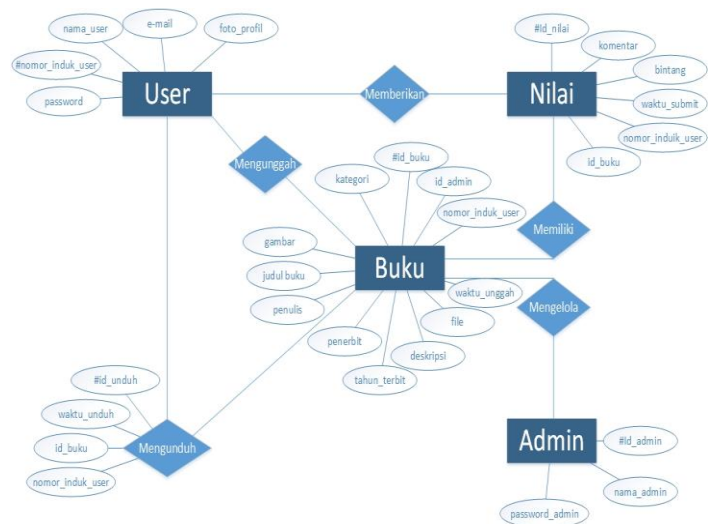 nama_user
e-mail
foto_profil
#nomor_induk_user
password
User
Memberikan
#Id_nilai
komentar
bintang
waktu_submit
nomor_induik_user
Id_buku
Nilai
Mengunggah
Memiliki
kategori
#Id_buku
id_admin
nomor_induk_user
gambar
judul buku
penulis
penerbit
tahun_terbit
deskripsi
file
waktu_unggah
Buku
Mengelola
#id_unduh
waktu_unduh
id_buku
nomor_induk_user
Mengunduh
Admin
#Id_admin
nama_admin
password_admin